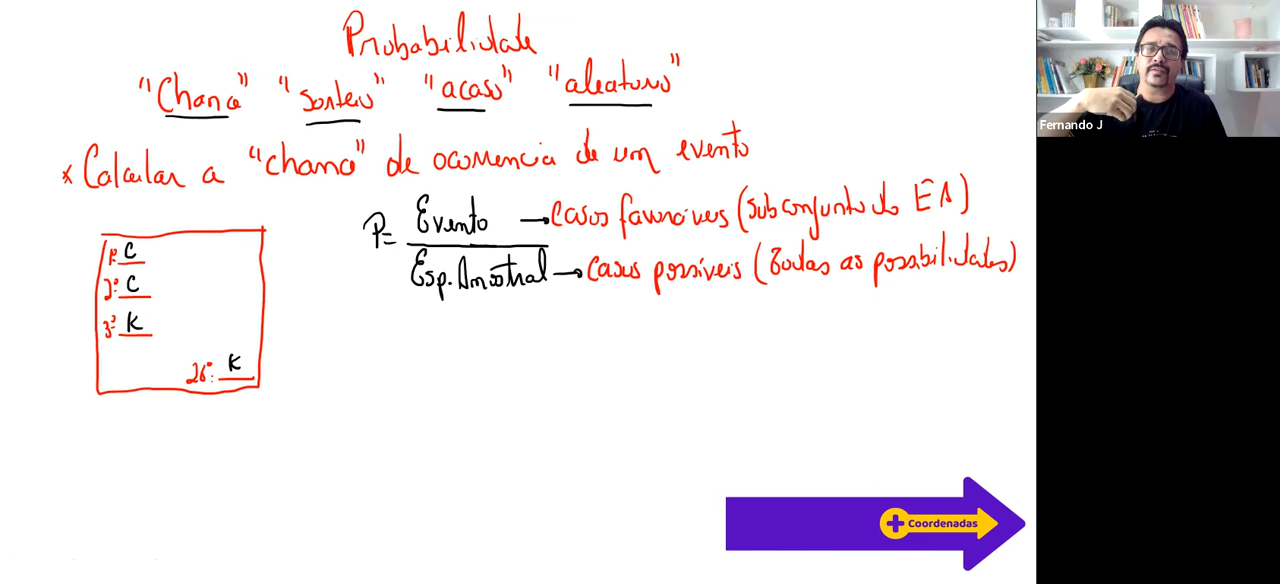 Probabilidade
"Chance" "sorteio" "acaso" "aleatório"
* Calcular a "chance" de ocorrência de um evento
P= Evento → Casos favoráveis (subconjunto do EA)
Esp. Amostral → Casos possíveis (Todas as possibilidades)
1º: C
2º: C
3º: K
26º: K
Fernando J
+ Coordenadas